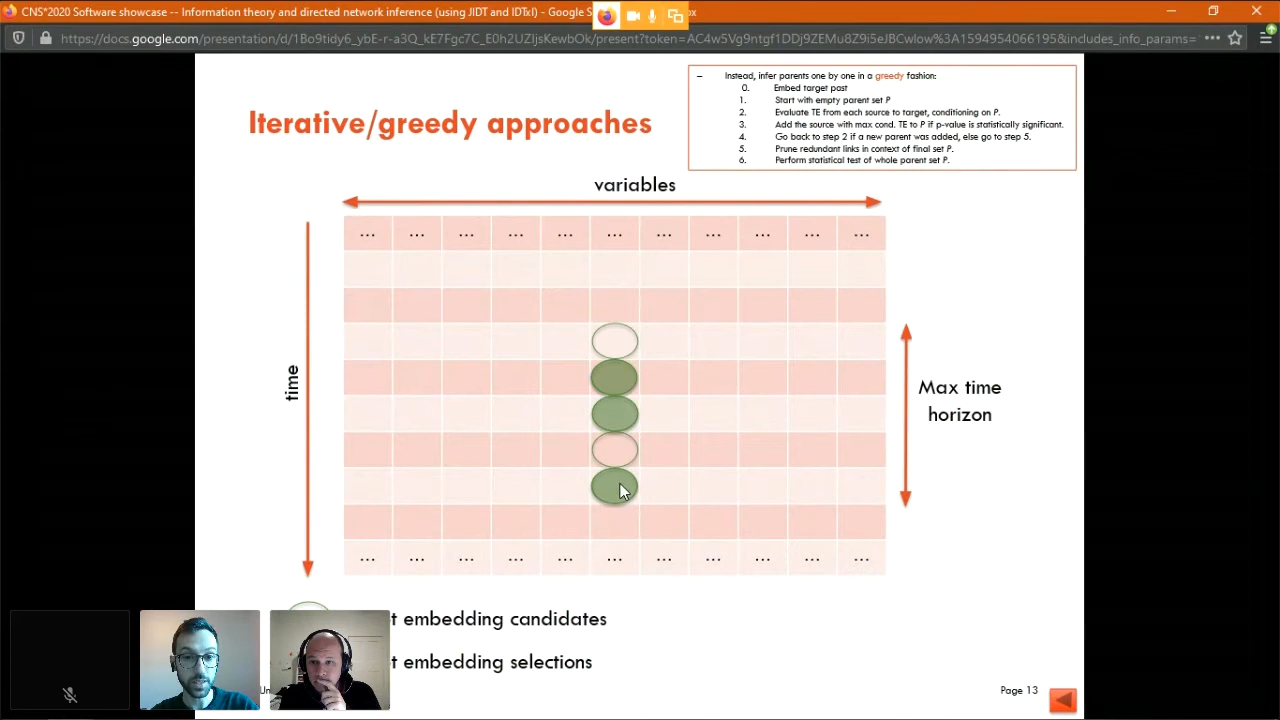 CNS*2020 Software showcase -- Information theory and directed network inference (using JIDT and IDTxl) - Google S
https://docs.google.com/presentation/d/1Bo9tidy6_ybE-r-a3Q_kE7Fgc7C_E0h2UZIjsKewbOk/present?token=AC4w5Vg9ntgf1DDj9ZEMu8Z9i5eJBCwIow%3A1594954066195&includes_info_params=
– Instead, infer parents one by one in a greedy fashion:
0. Embed target past
1. Start with empty parent set P
2. Evaluate TE from each source to target, conditioning on P.
3. Add the source with max cond. TE to P if p-value is statistically significant.
4. Go back to step 2 if a new parent was added, else go to step 5.
5. Prune redundant links in context of final set P.
6. Perform statistical test of whole parent set P.
Iterative/greedy approaches
variables
... ... ... ... ... ... ... ... ... ... ...
time
Max time
horizon
... ... ... ... ... ... ... ... ... ... ...
embedding candidates
embedding selections
Page 13